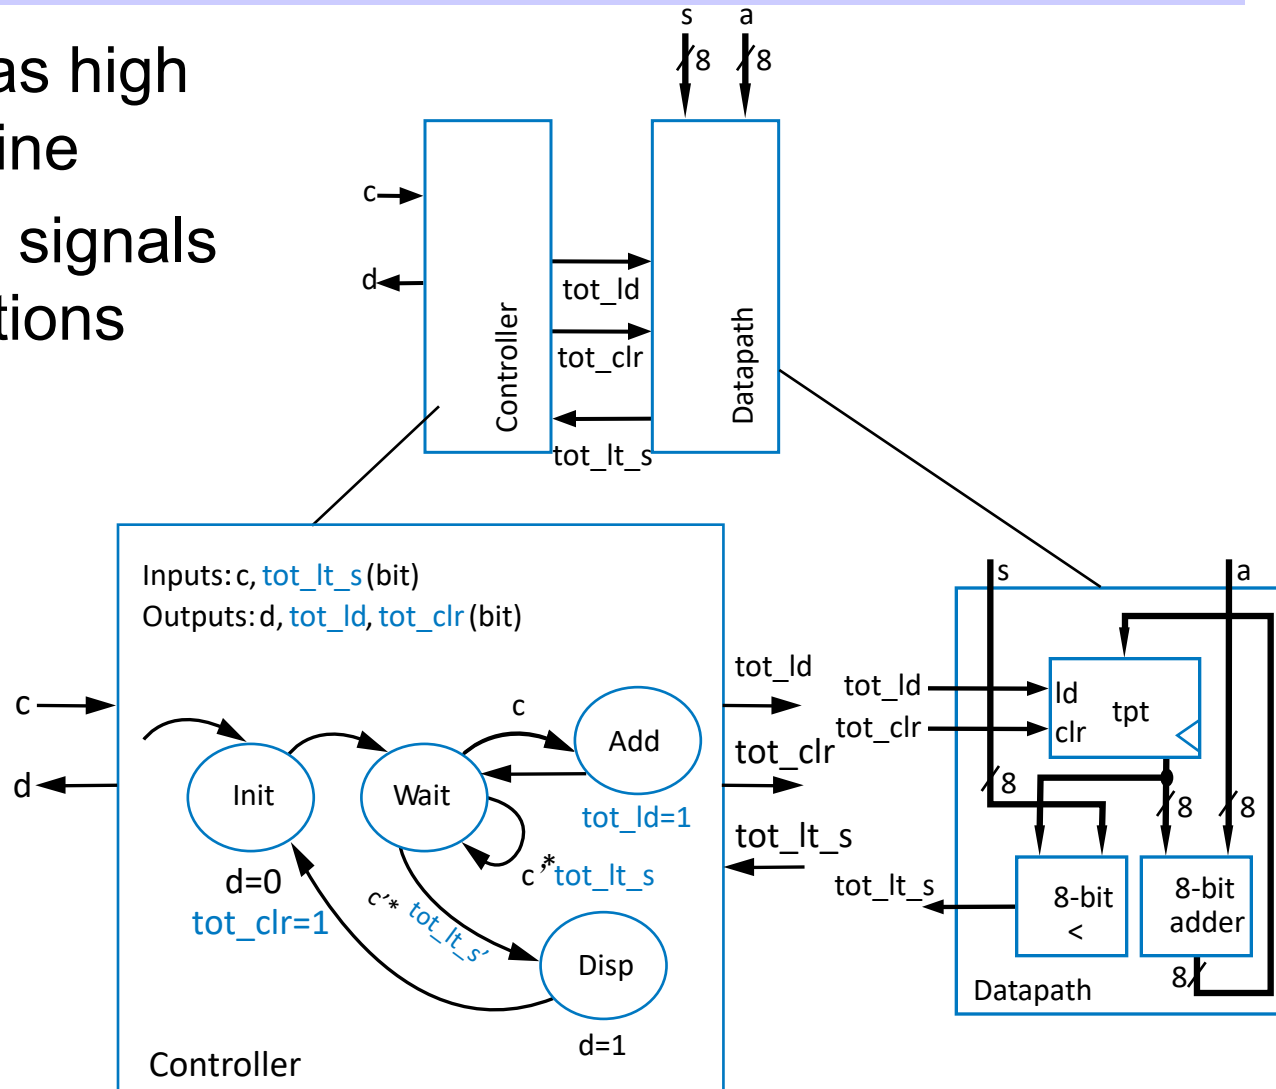 as high
ine
signals
tions
s
a
8
8
c
d
tot_ld
tot_clr
tot_lt_s
Controller
Datapath
Inputs: c, tot_lt_s (bit)
Outputs: d, tot_ld, tot_clr (bit)
c
d
Init
d=0
tot_clr=1
Wait
c
Add
tot_ld=1
c'*tot_lt_s
c'* tot_lt_s'
Disp
d=1
Controller
tot_ld
tot_clr
tot_lt_s
s
a
tot_ld
tot_clr
ld
clr
tpt
8
8
8
tot_lt_s
8-bit
<
8-bit
adder
8
Datapath